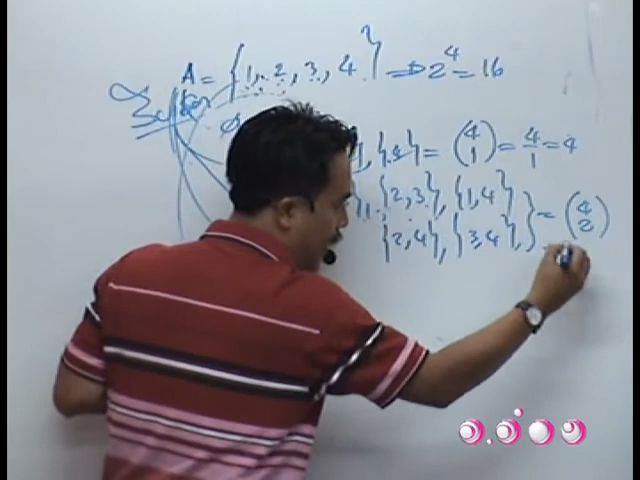 A = {1, 2, 3, 4} ⇒ 2⁴ = 16
∅
}, {4} = (4 1) = 4/1 = 4
{2,3}, {1,4}
{2,4}, {3,4}, } = (4 2)